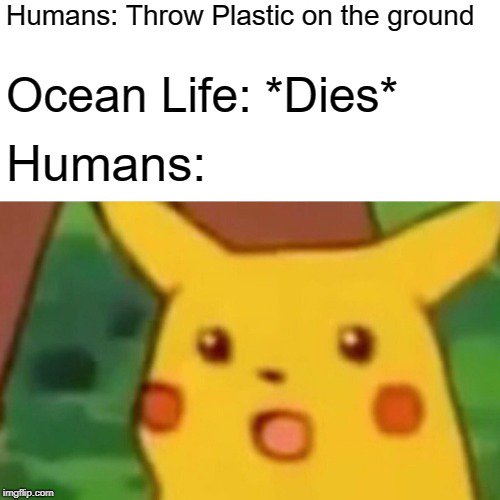 Humans: Throw Plastic on the ground
Ocean Life: *Dies*
Humans:
imgflip.com